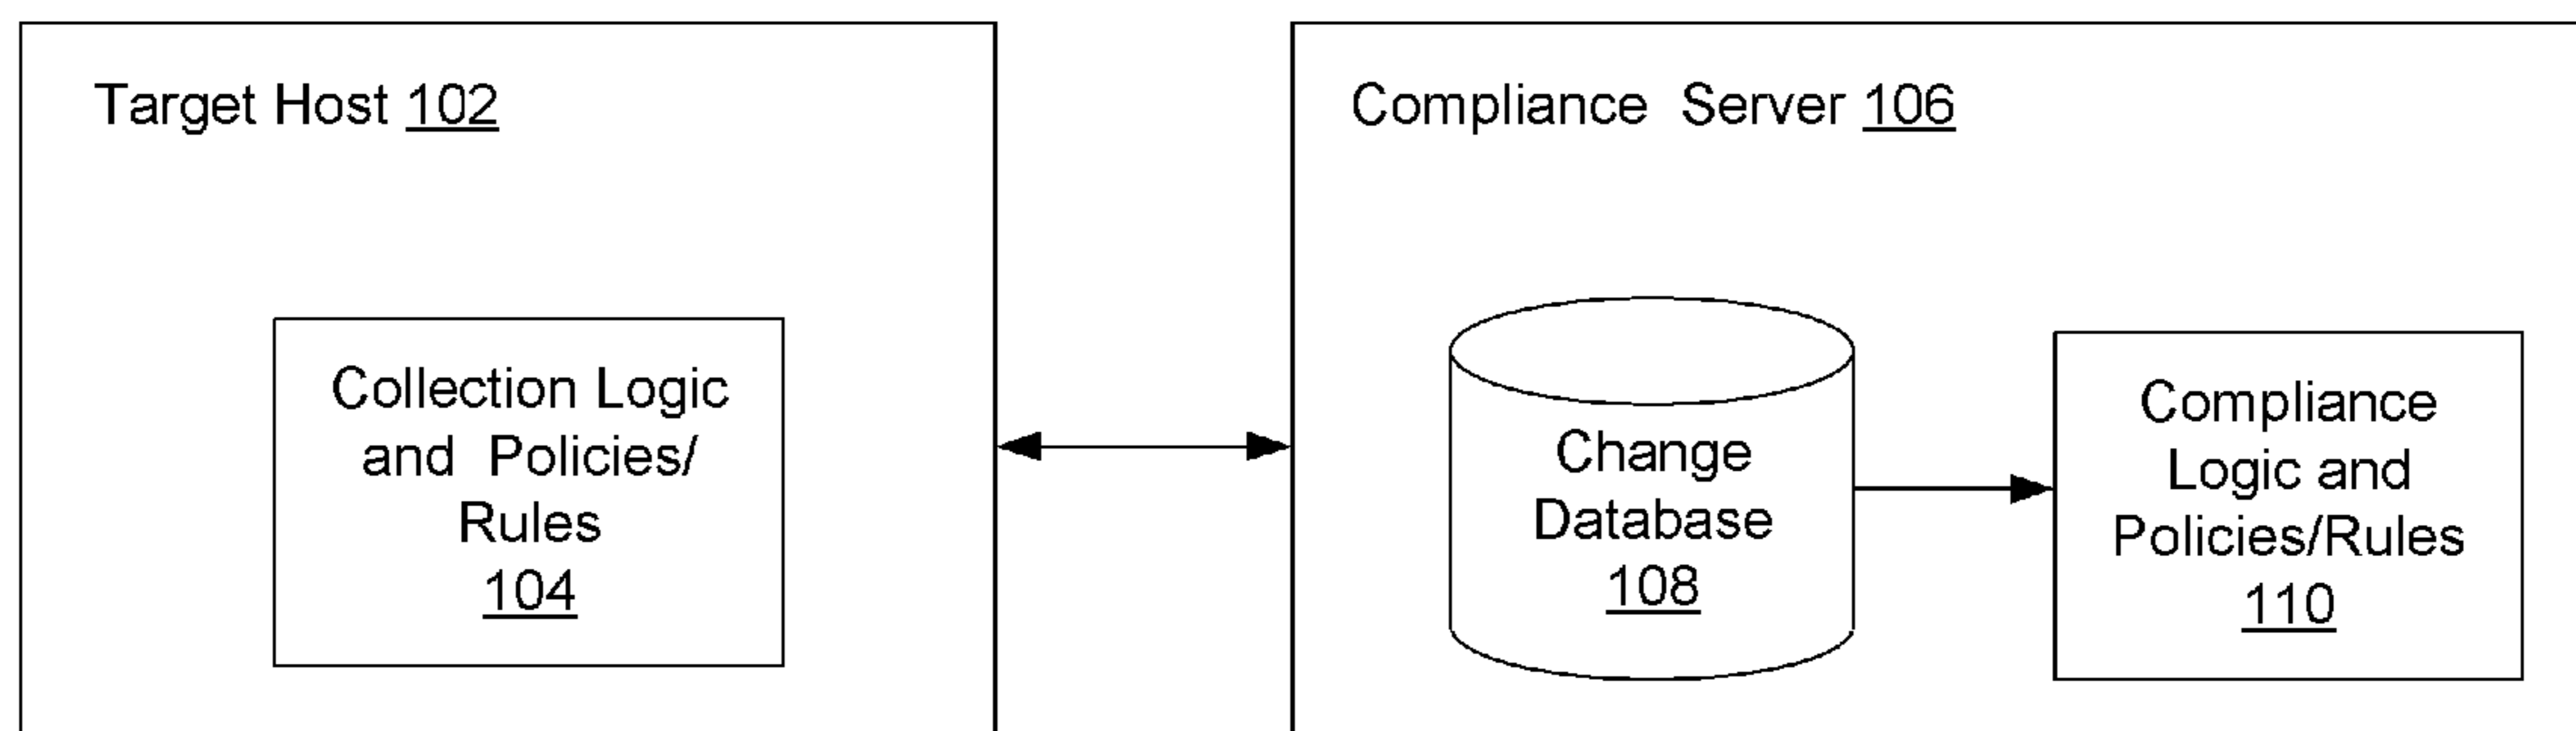 Target Host 102
Compliance Server 106
Collection Logic
and Policies/
Rules
104
Change
Database
108
Compliance
Logic and
Policies/Rules
110